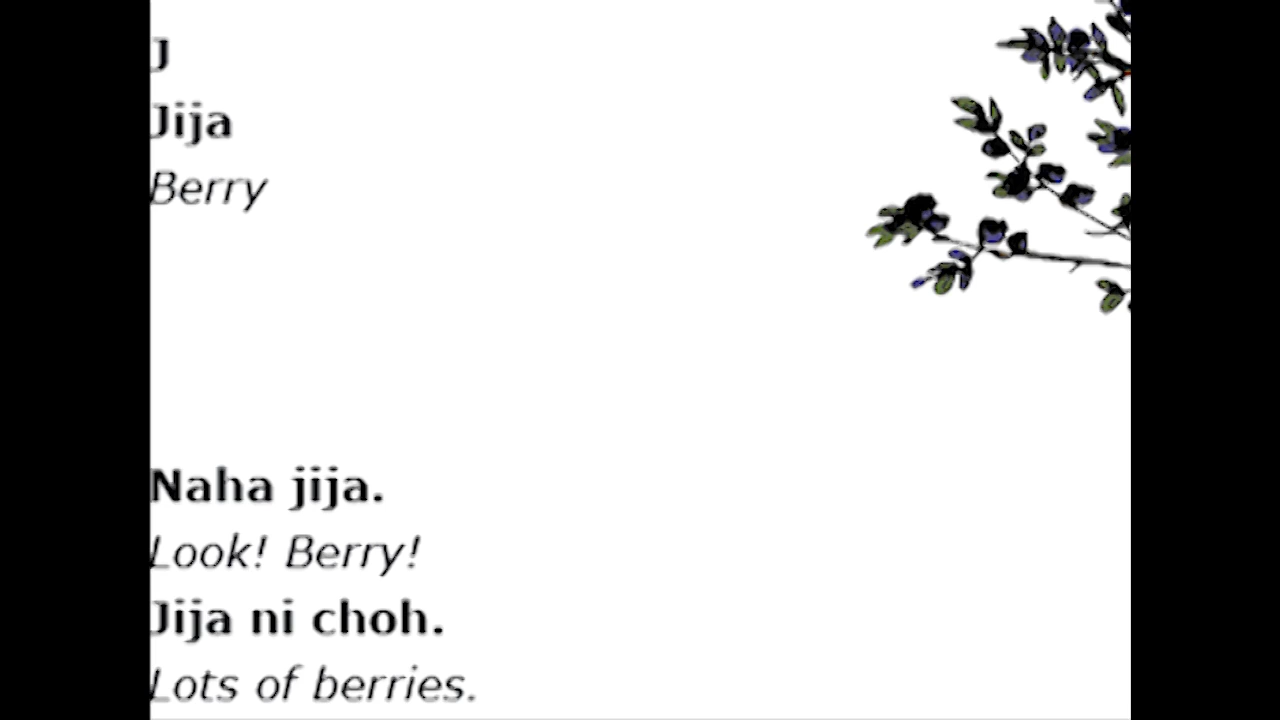 J
Jija
Berry
Naha jija.
Look! Berry!
Jija ni choh.
Lots of berries.